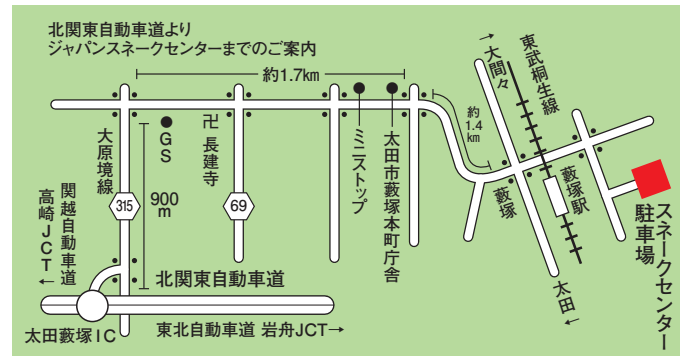 北関東自動車道より
ジャパンスネークセンターまでのご案内
約1.7km
→大間々
東武桐生線
約
1.4
km
大原境線
GS
卍 長建寺
ミニストップ
太田市藪塚本町庁舎
藪塚
藪塚駅
スネークセンター
駐車場
関越自動車道
高崎JCT→
315
900
m
69
北関東自動車道
太田←
太田藪塚IC
東北自動車道 岩舟JCT→